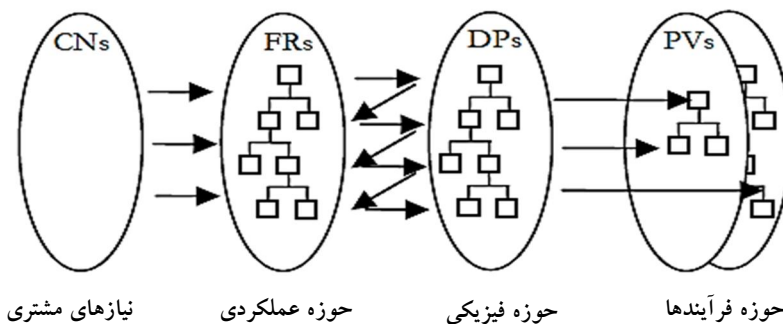 CNs
FRs
DPs
PVs
نیازهای مشتری
حوزه عملکردی
حوزه فیزیکی
حوزه فرآیندها